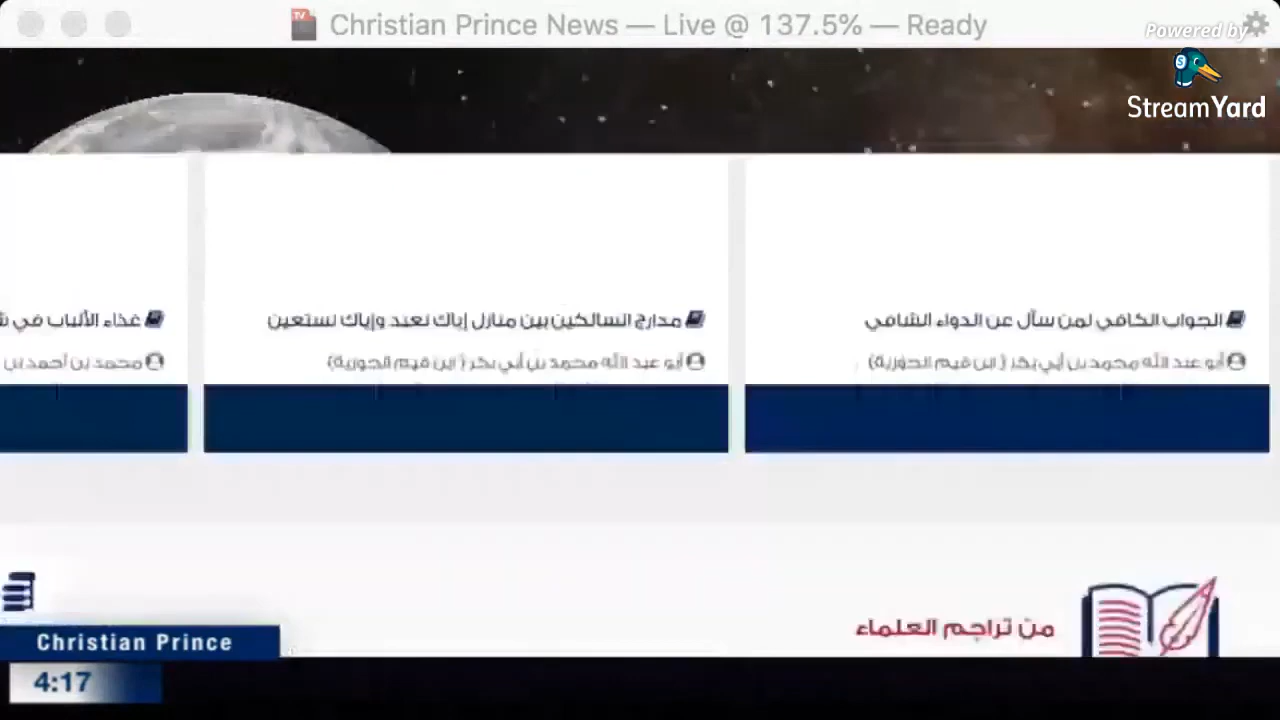 Christian Prince News — Live @ 137.5% — Ready
Powered by
StreamYard
الجواب الكافي لمن سأل عن الدواء الشافي
أبو عبد الله محمد بن أبي بكر (ابن قيم الجوزية)
مدارج السالكين بين منازل إياك نعبد وإياك نستعين
أبو عبد الله محمد بن أبي بكر (ابن قيم الجوزية)
غذاء الألباب في
محمد بن أحمد بن
من تراجم العلماء
Christian Prince
4:17